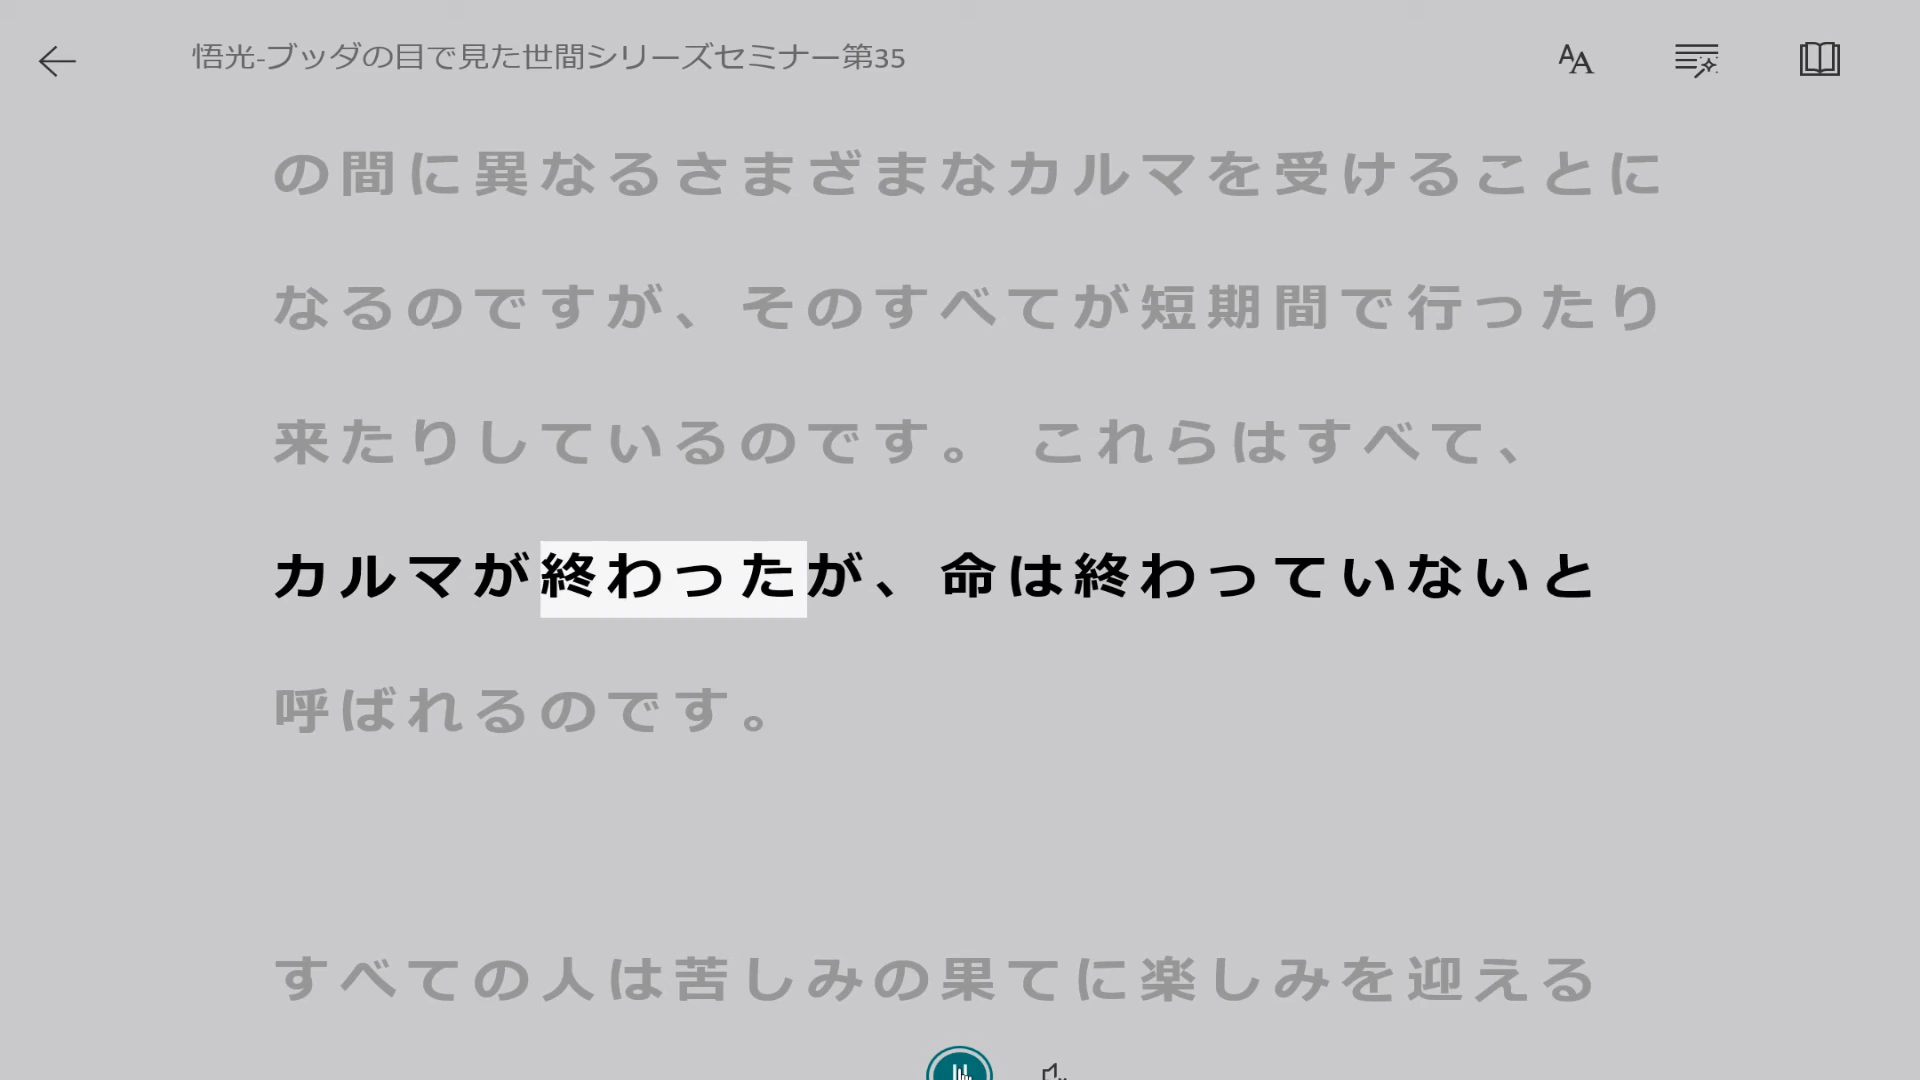 悟光-ブッダの目で見た世間シリーズセミナー第35
AA
の間に異なるさまざまなカルマを受けることに
なるのですが、そのすべてが短期間で行ったり
来たりしているのです。 これらはすべて、
カルマが終わったが、命は終わっていないと
呼ばれるのです。
すべての人は苦しみの果てに楽しみを迎える